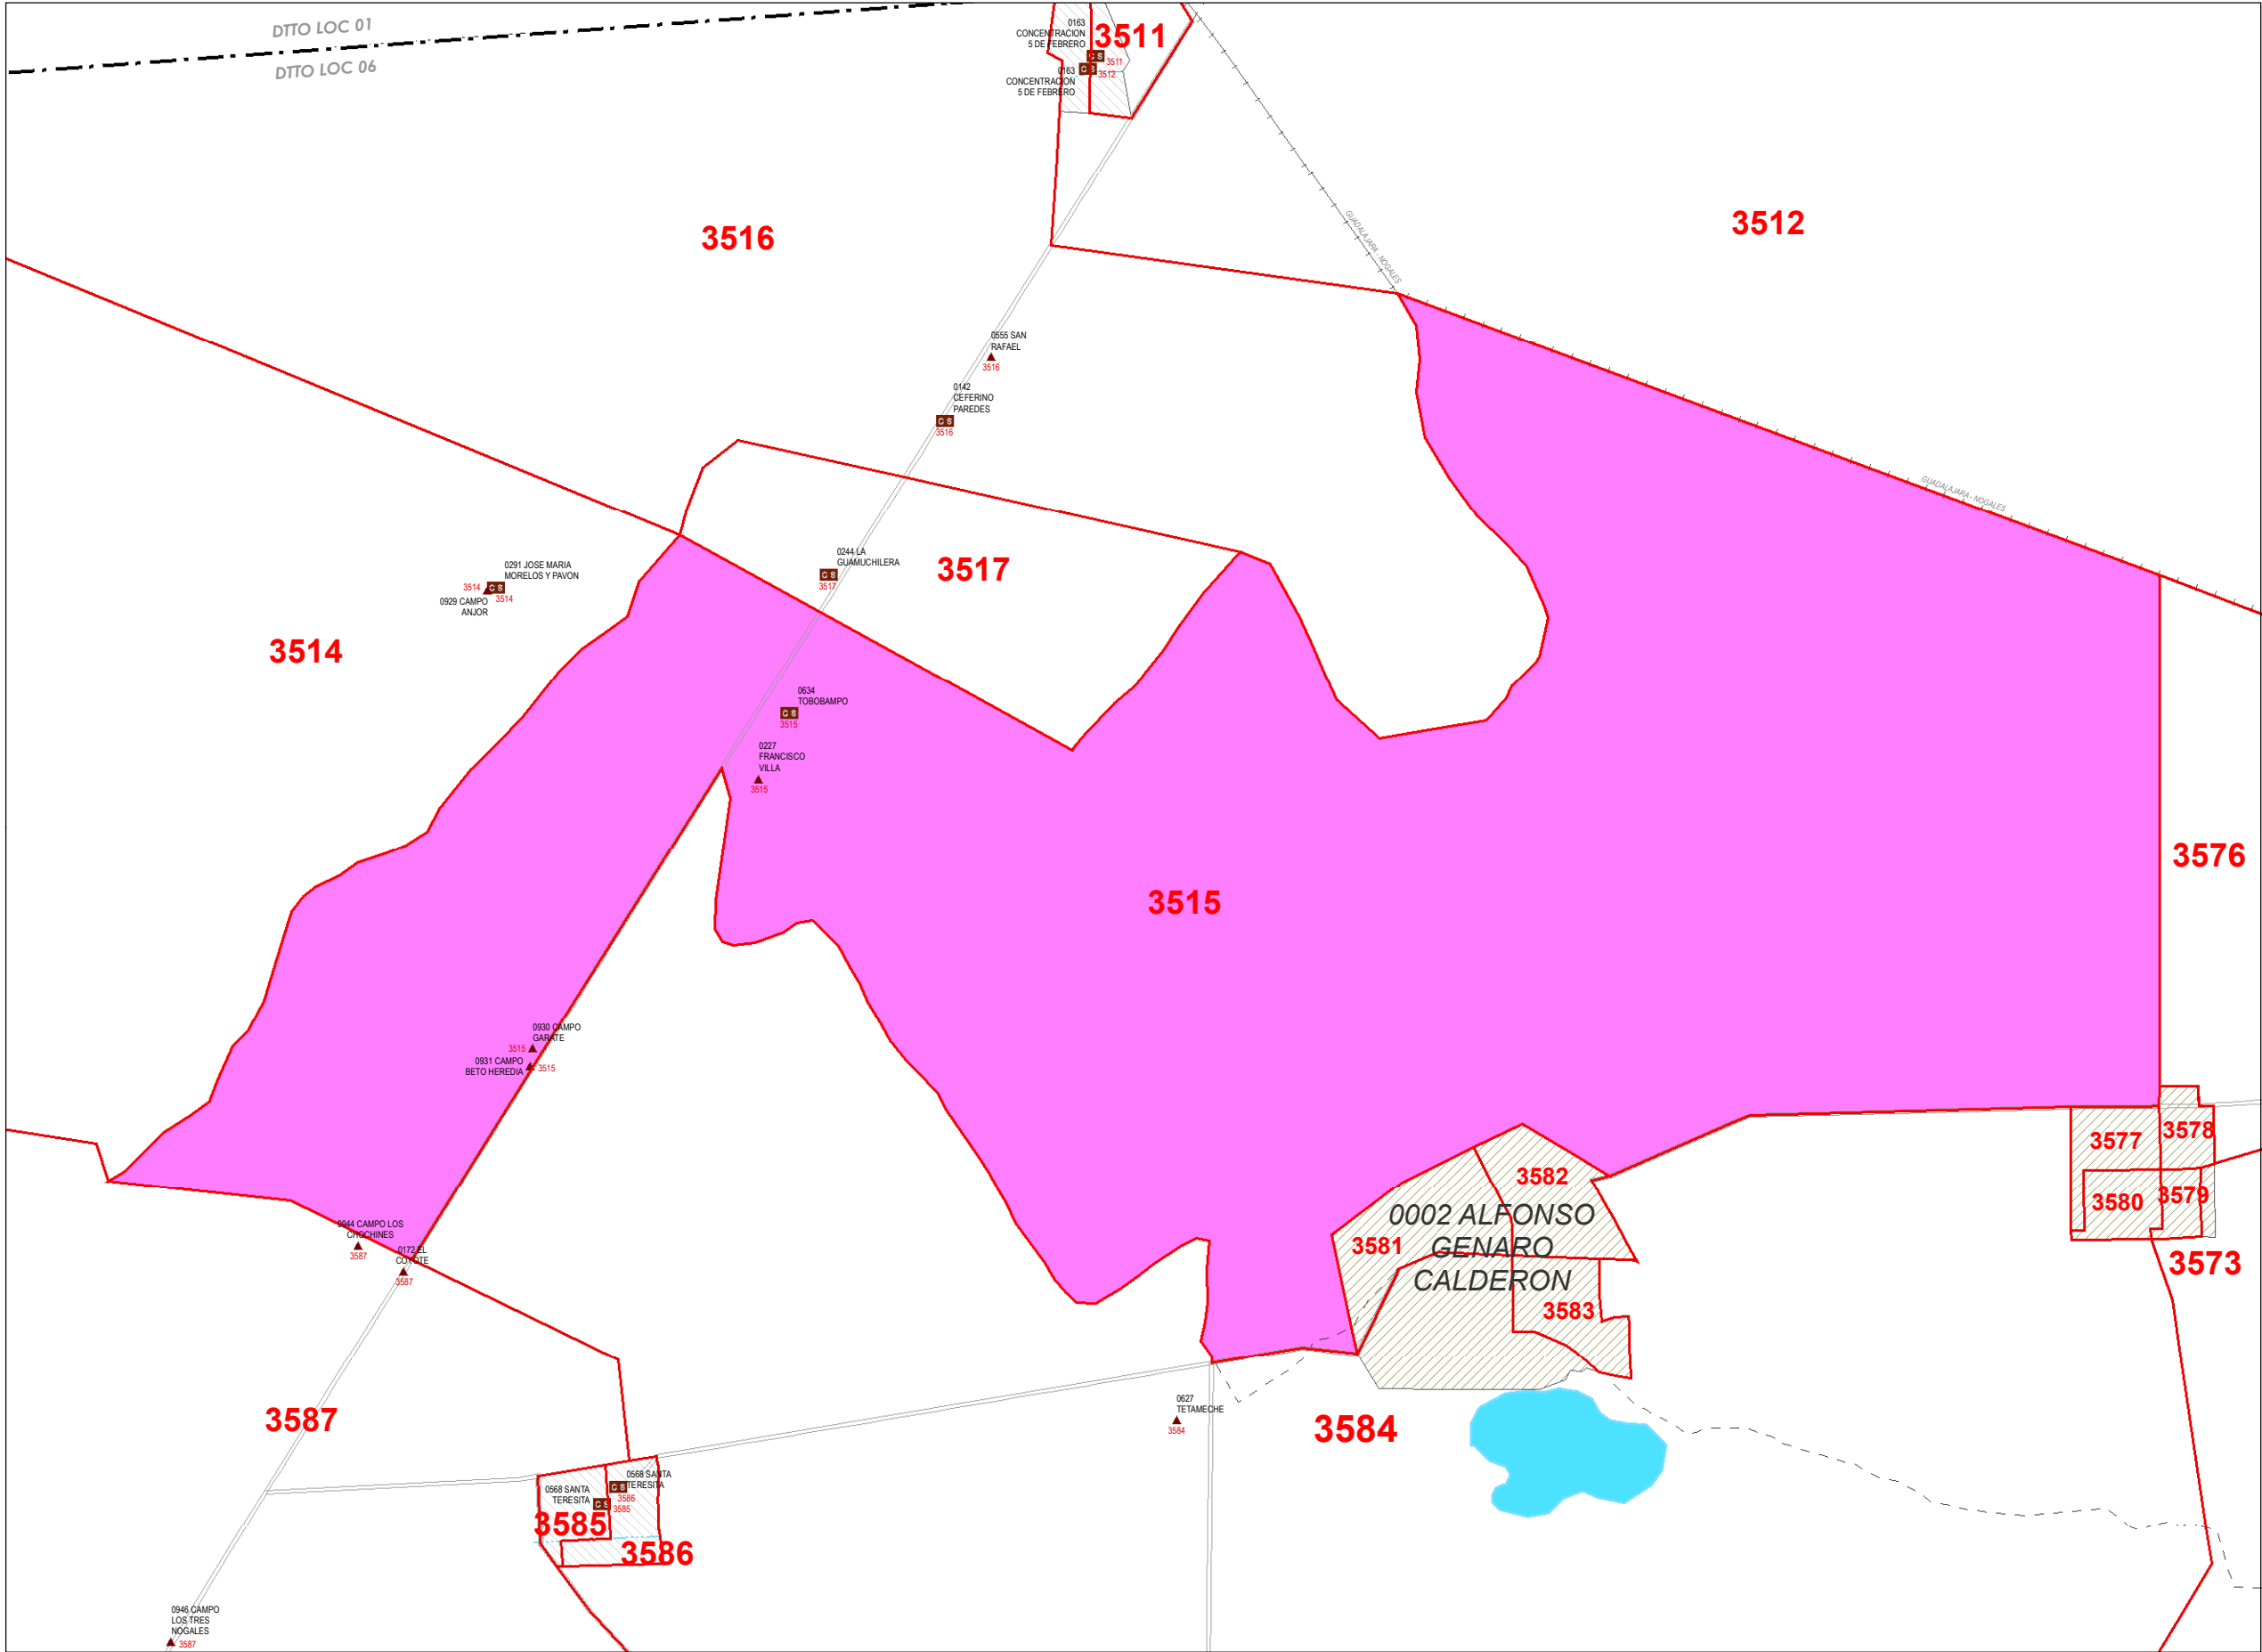 DTTO LOC 01
DTTO LOC 06
0163
CONCENTRACION
5 DE FEBRERO
3511
C S
3511
0163
CONCENTRACION
5 DE FEBRERO
C S
3512
GUADALAJARA - NOGALES
3516
3512
0555 SAN
RAFAEL
3516
0142
CEFERINO
PAREDES
C S
3516
GUADALAJARA - NOGALES
0244 LA
GUAMUCHILERA
C S
3517
3517
0291 JOSE MARIA
MORELOS Y PAVON
3514
C S
3514
0929 CAMPO
ANJOR
3514
0634
TOBOBAMPO
C S
3515
0227
FRANCISCO
VILLA
3515
3576
3515
0930 CAMPO
GARATE
3515
0931 CAMPO
BETO HEREDIA
3515
3577
3578
3582
3580
3579
0002 ALFONSO
GENARO
CALDERON
3581
3583
3573
0944 CAMPO LOS
CHOCHINES
3587
0172 EL
COYOTE
3587
3587
0627
TETAMECHE
3584
3584
0568 SANTA
TERESITA
C S
3586
0568 SANTA
TERESITA
C S
3585
3585
3586
0946 CAMPO
LOS TRES
NOGALES
3587